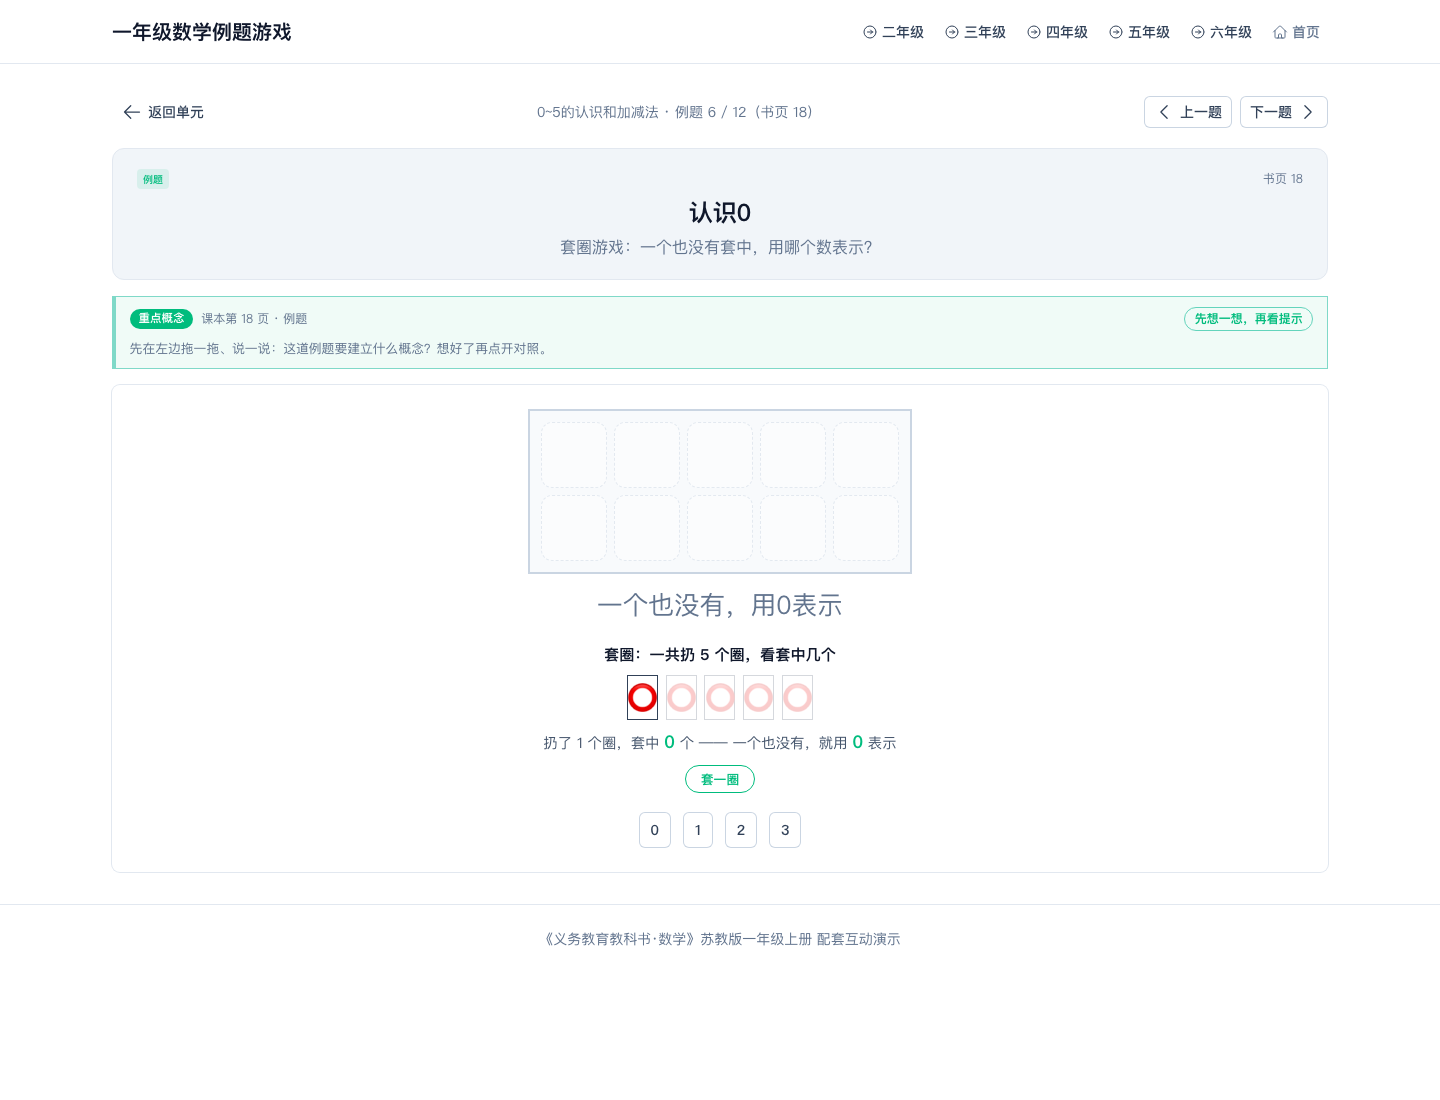 一年级数学例题游戏
二年级 三年级 四年级 五年级 六年级 首页
返回单元
0~5的认识和加减法 · 例题 6 / 12（书页 18）
上一题 下一题
例题
书页 18
认识0
套圈游戏：一个也没有套中，用哪个数表示？
重点概念 课本第 18 页 · 例题
先想一想，再看提示
先在左边拖一拖、说一说：这道例题要建立什么概念？想好了再点开对照。
一个也没有，用0表示
套圈：一共扔 5 个圈，看套中几个
扔了 1 个圈，套中 0 个 —— 一个也没有，就用 0 表示
套一圈
0 1 2 3
《义务教育教科书·数学》苏教版一年级上册 配套互动演示